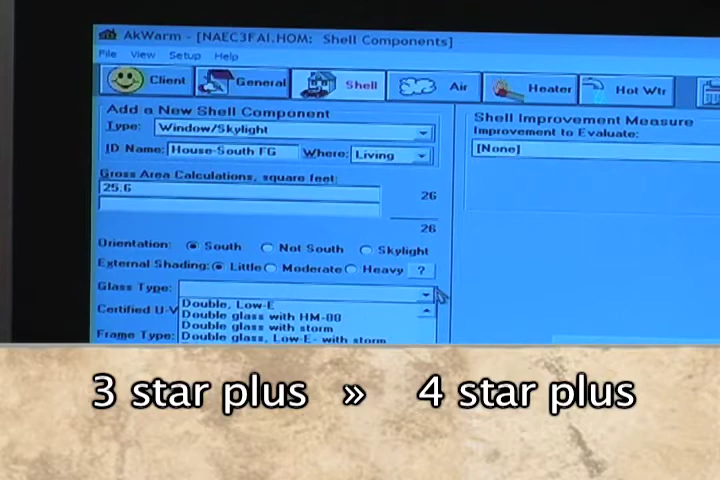 AkWarm - [NAEC3FAI.HOM: Shell Components]
File View Setup Help
Client General Shell Air Heater Hot Wtr
Add a New Shell Component
Type: Window/Skylight
ID Name: House-South FG Where: Living
Gross Area Calculations, square feet:
25.6 26
26
Orientation: South Not South Skylight
External Shading: Little Moderate Heavy ?
Glass Type:
Double, Low-E
Certified U-V
Double glass with HM-88
Double glass with storm
Frame Type: Double glass, Low-E- with storm
Shell Improvement Measure
Improvement to Evaluate:
[None]
3 star plus » 4 star plus